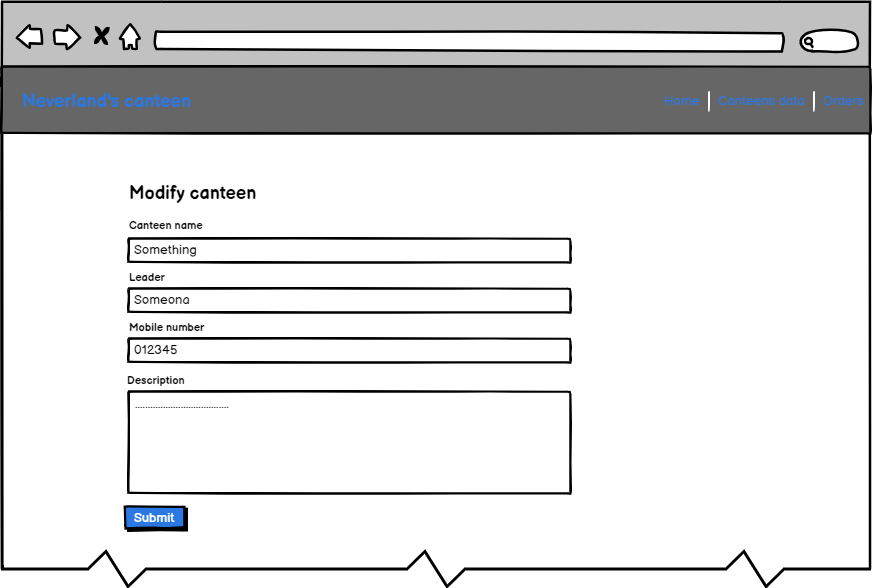 Neverland's canteen
Home
Canteens data
Orders
Modify canteen
Canteen name
Something
Leader
Someona
Mobile number
012345
Description
.......................................
Submit